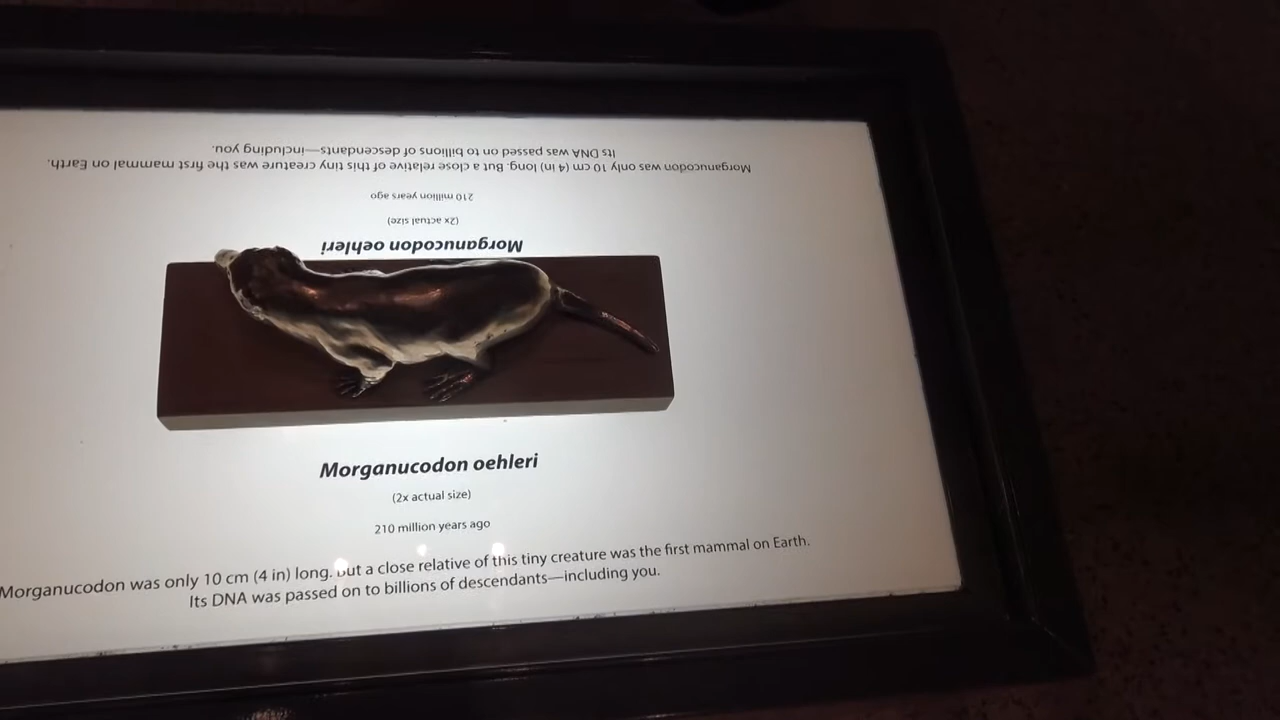 Morganucodon oehleri
(2x actual size)
210 million years ago
Morganucodon was only 10 cm (4 in) long. But a close relative of this tiny creature was the first mammal on Earth.
Its DNA was passed on to billions of descendants—including you.
Morganucodon oehleri
(2x actual size)
210 million years ago
Morganucodon was only 10 cm (4 in) long. But a close relative of this tiny creature was the first mammal on Earth.
Its DNA was passed on to billions of descendants—including you.